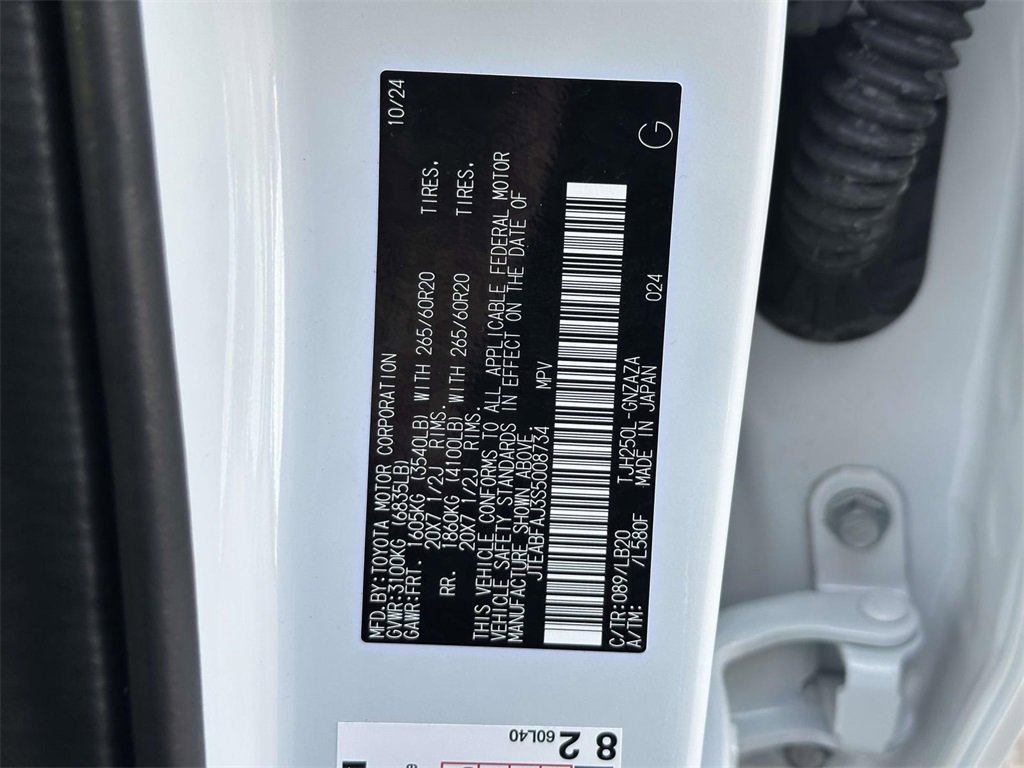 MFD.BY:TOYOTA MOTOR CORPORATION 10/24
GVWR:3100KG (6835LB)
GAWR:FRT. 1605KG (3540LB) WITH 265/60R20 TIRES.
20X7 1/2J RIMS.
RR. 1860KG (4100LB) WITH 265/60R20 TIRES.
20X7 1/2J RIMS.
THIS VEHICLE CONFORMS TO ALL APPLICABLE FEDERAL MOTOR
VEHICLE SAFETY STANDARDS IN EFFECT ON THE DATE OF
MANUFACTURE SHOWN ABOVE
JTEABFAJ3S5008734 MPV
C/TR:089/LB20 TJH250L-GNZAZA 024
A/TM: /L580F MADE IN JAPAN G
82
60L40